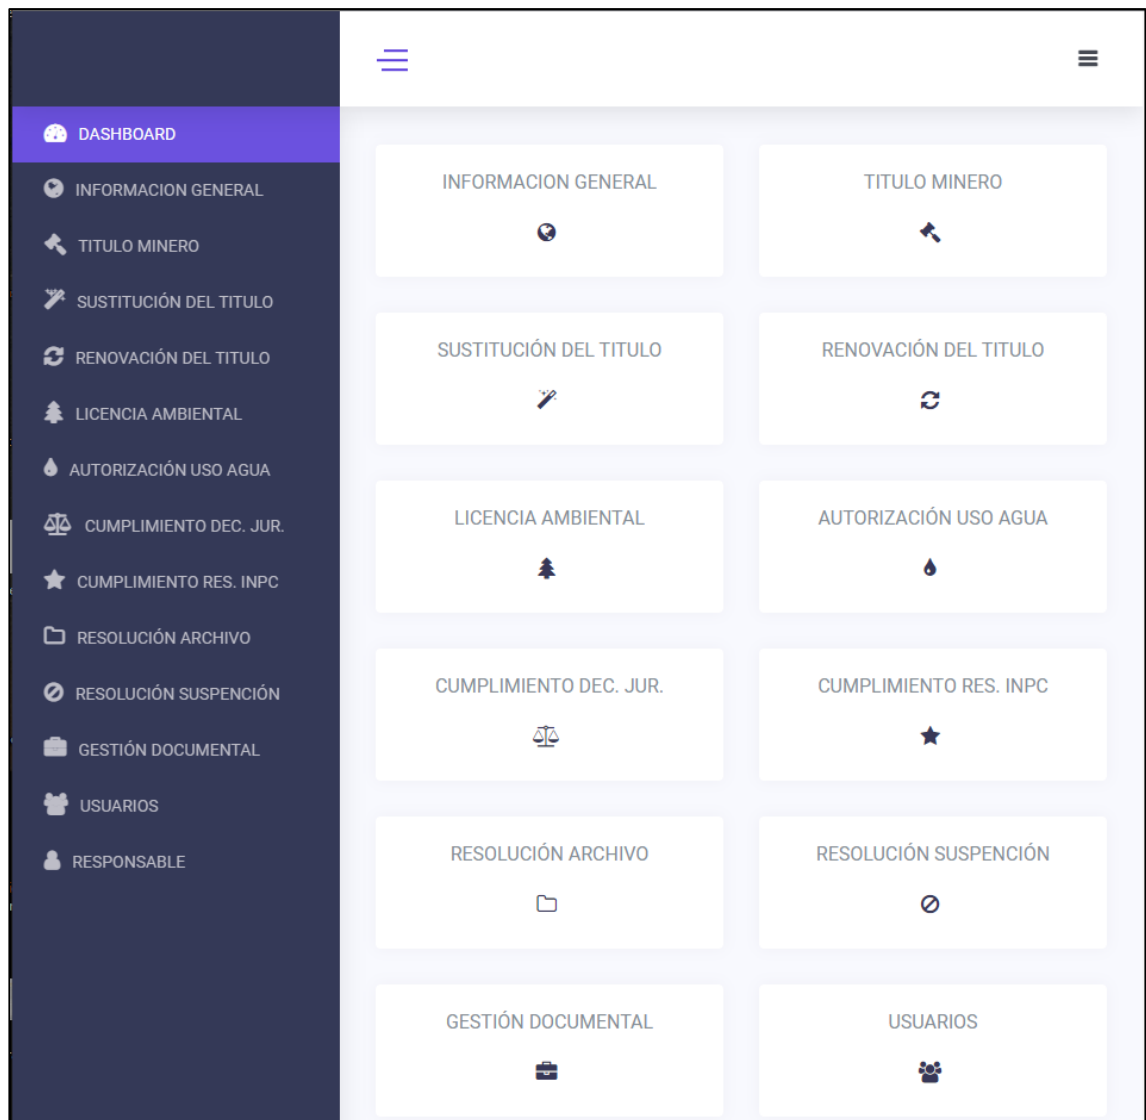 DASHBOARD
INFORMACION GENERAL
TITULO MINERO
SUSTITUCIÓN DEL TITULO
RENOVACIÓN DEL TITULO
LICENCIA AMBIENTAL
AUTORIZACIÓN USO AGUA
CUMPLIMIENTO DEC. JUR.
CUMPLIMIENTO RES. INPC
RESOLUCIÓN ARCHIVO
RESOLUCIÓN SUSPENCIÓN
GESTIÓN DOCUMENTAL
USUARIOS
RESPONSABLE
INFORMACION GENERAL
TITULO MINERO
SUSTITUCIÓN DEL TITULO
RENOVACIÓN DEL TITULO
LICENCIA AMBIENTAL
AUTORIZACIÓN USO AGUA
CUMPLIMIENTO DEC. JUR.
CUMPLIMIENTO RES. INPC
RESOLUCIÓN ARCHIVO
RESOLUCIÓN SUSPENCIÓN
GESTIÓN DOCUMENTAL
USUARIOS